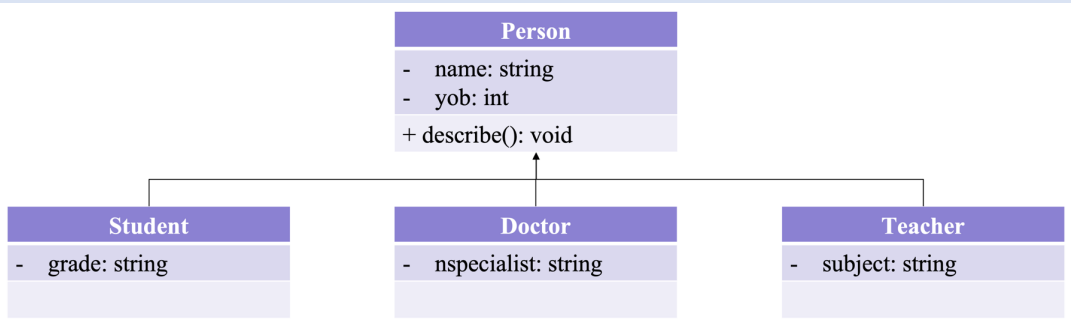 Person
- name: string
- yob: int
+ describe(): void
Student
- grade: string
Doctor
- nspecialist: string
Teacher
- subject: string